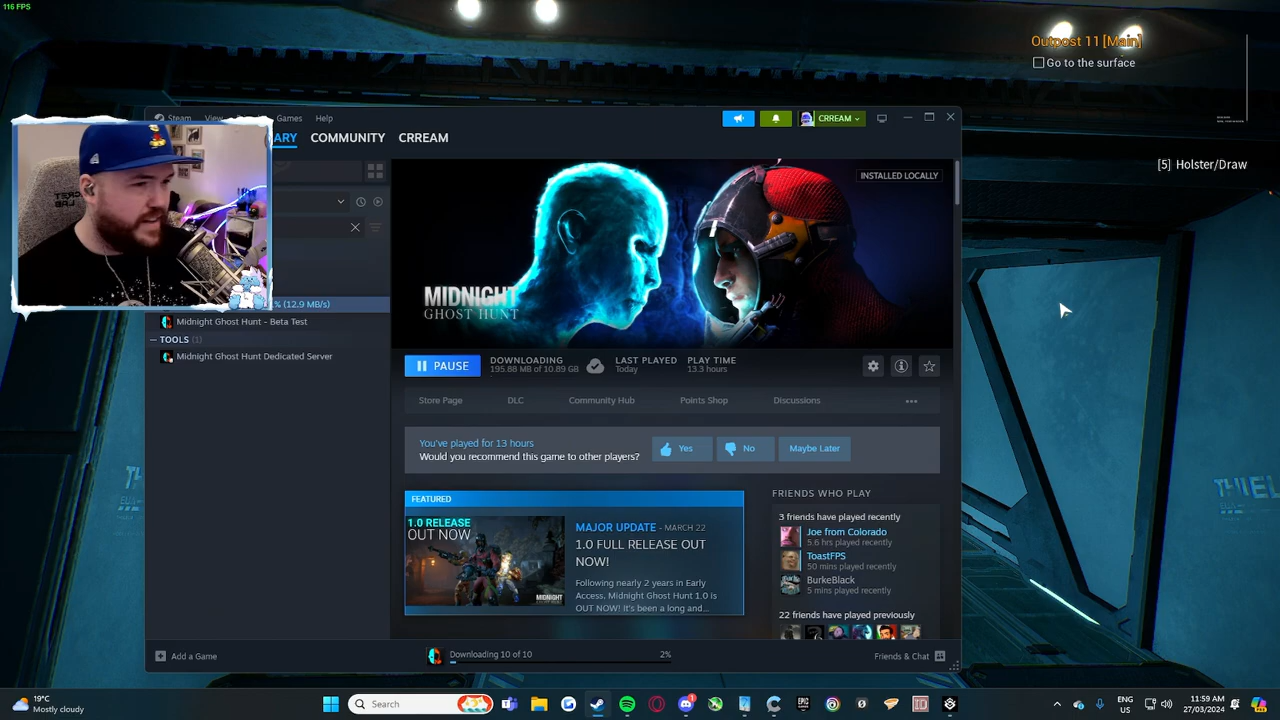 116 FPS
Outpost 11 [Main]
Go to the surface
[5] Holster/Draw
Steam
View
Games
Help
CRREAM
ARY
COMMUNITY
CRREAM
INSTALLED LOCALLY
MIDNIGHT
GHOST HUNT
% (12.9 MB/s)
Midnight Ghost Hunt - Beta Test
— TOOLS (1)
Midnight Ghost Hunt Dedicated Server
PAUSE
DOWNLOADING
195.88 MB of 10.89 GB
LAST PLAYED
Today
PLAY TIME
13.3 hours
Store Page
DLC
Community Hub
Points Shop
Discussions
You've played for 13 hours
Would you recommend this game to other players?
Yes
No
Maybe Later
FEATURED
1.0 RELEASE
OUT NOW
MIDNIGHT
MAJOR UPDATE - MARCH 22
1.0 FULL RELEASE OUT
NOW!
Following nearly 2 years in Early
Access, Midnight Ghost Hunt 1.0 is
OUT NOW! It's been a long and...
FRIENDS WHO PLAY
3 friends have played recently
Joe from Colorado
5.6 hrs played recently
ToastFPS
50 mins played recently
BurkeBlack
5 mins played recently
22 friends have played previously
Add a Game
Downloading 10 of 10
2%
Friends & Chat
19°C
Mostly cloudy
Search
ENG
US
11:59 AM
27/03/2024